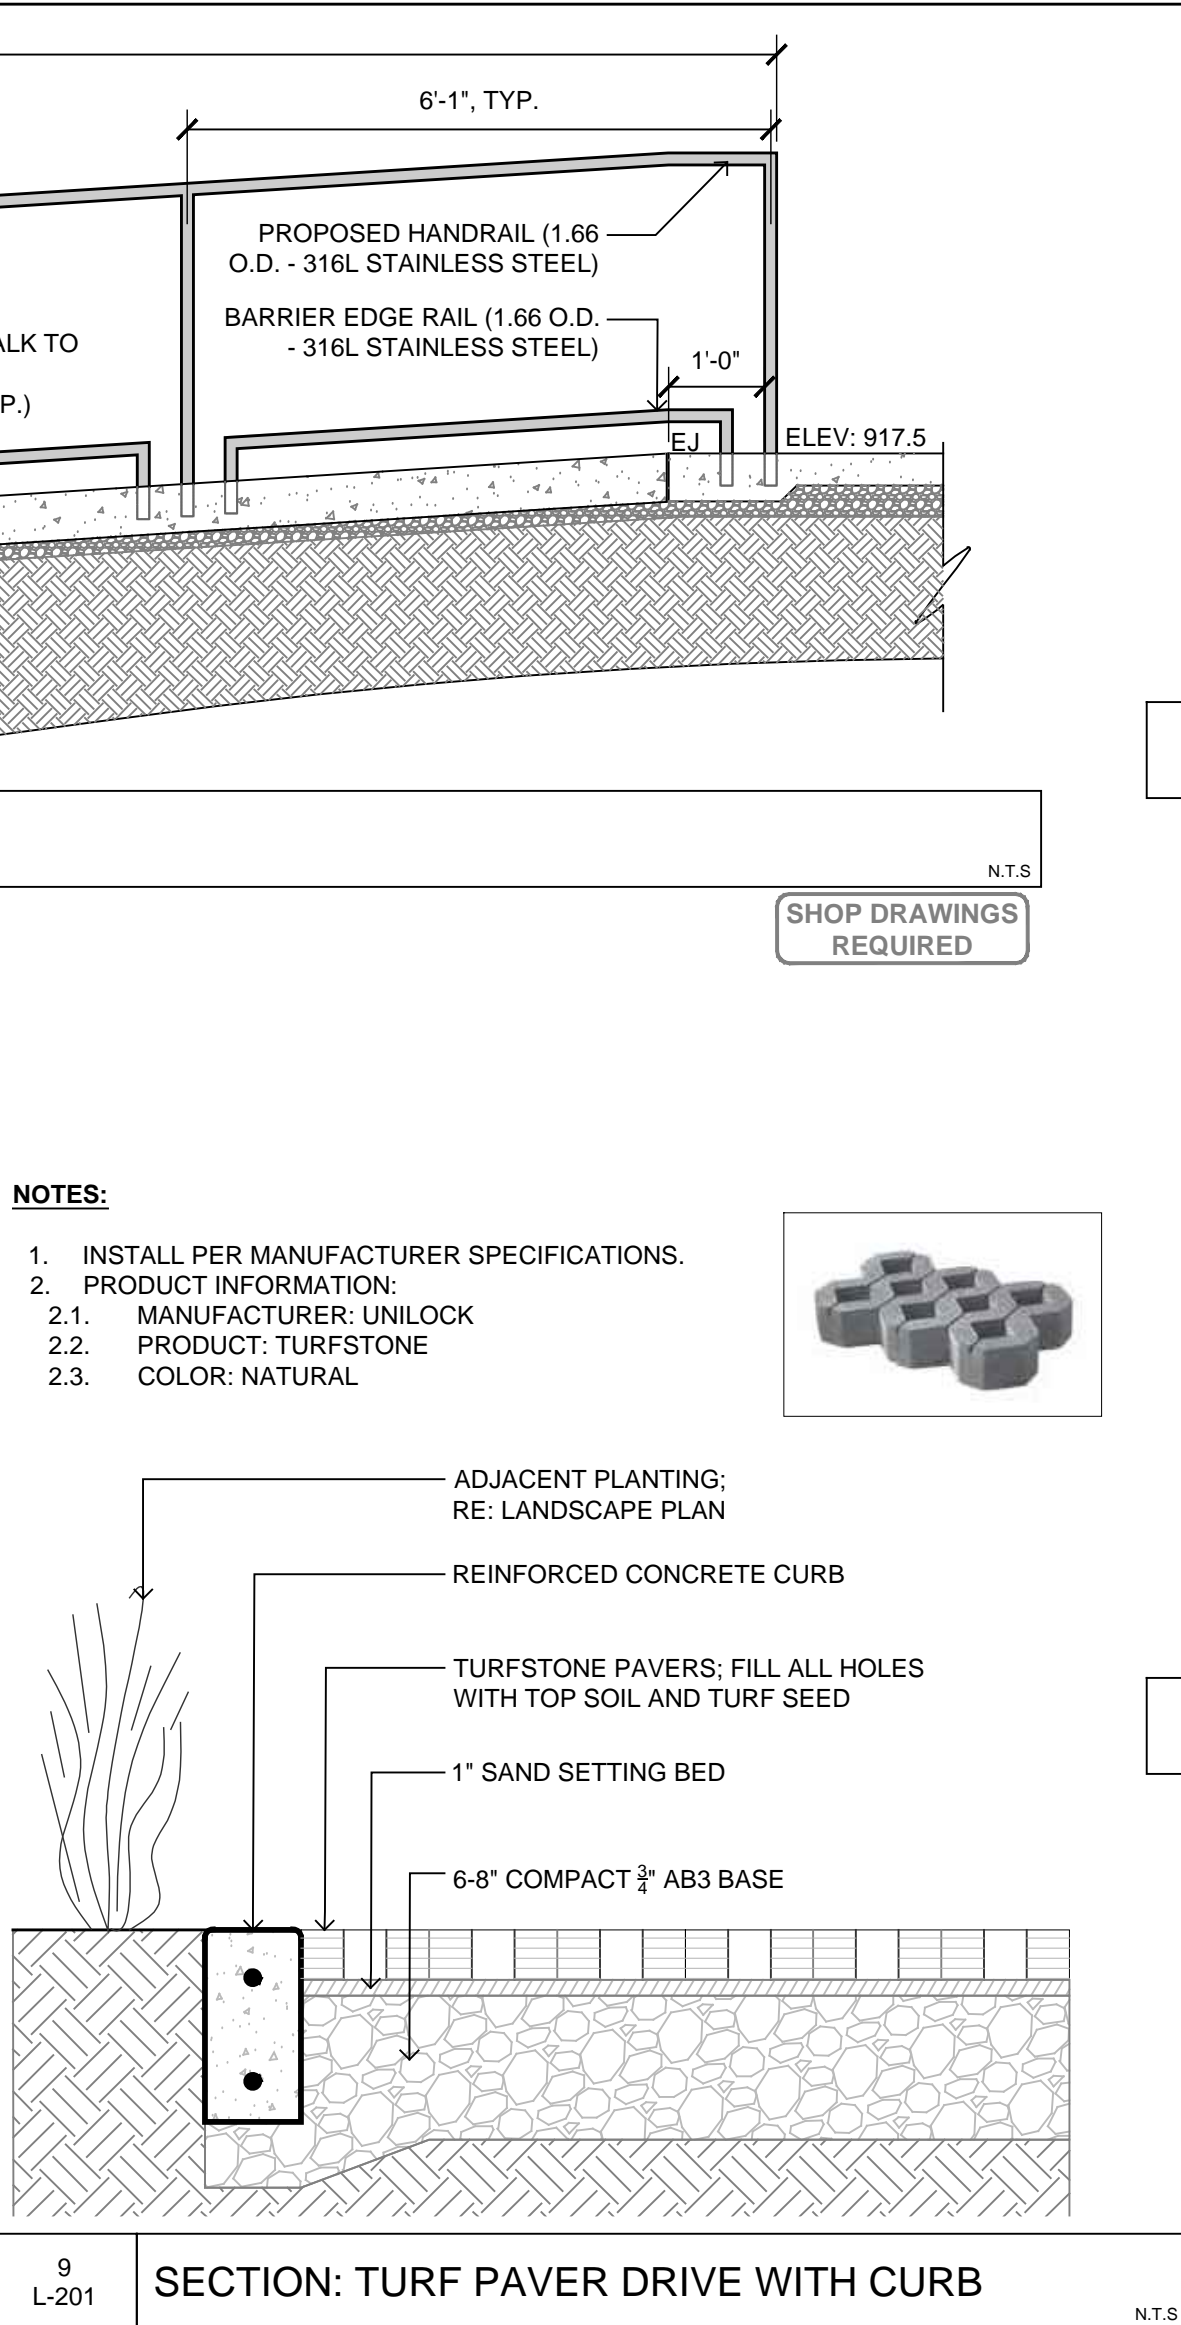 6'-1", TYP.
PROPOSED HANDRAIL (1.66
O.D. - 316L STAINLESS STEEL)
BARRIER EDGE RAIL (1.66 O.D.
- 316L STAINLESS STEEL)
ALK TO
P.)
1'-0"
EJ
ELEV: 917.5
N.T.S
SHOP DRAWINGS
REQUIRED
NOTES:
1. INSTALL PER MANUFACTURER SPECIFICATIONS.
2. PRODUCT INFORMATION:
2.1. MANUFACTURER: UNILOCK
2.2. PRODUCT: TURFSTONE
2.3. COLOR: NATURAL
ADJACENT PLANTING;
RE: LANDSCAPE PLAN
REINFORCED CONCRETE CURB
TURFSTONE PAVERS; FILL ALL HOLES
WITH TOP SOIL AND TURF SEED
1" SAND SETTING BED
6-8" COMPACT 3/4" AB3 BASE
9
L-201
SECTION: TURF PAVER DRIVE WITH CURB
N.T.S